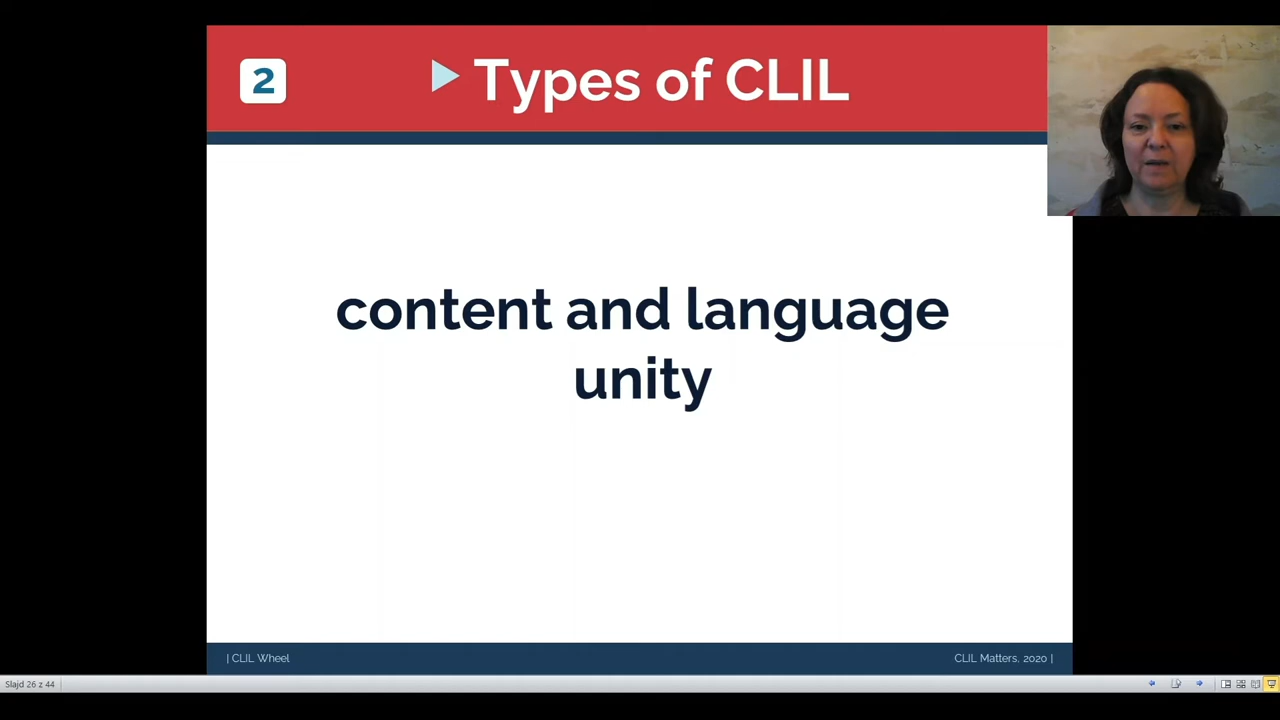 2
Types of CLIL
content and language
unity
| CLIL Wheel
CLIL Matters, 2020 |
Slajd 26 z 44